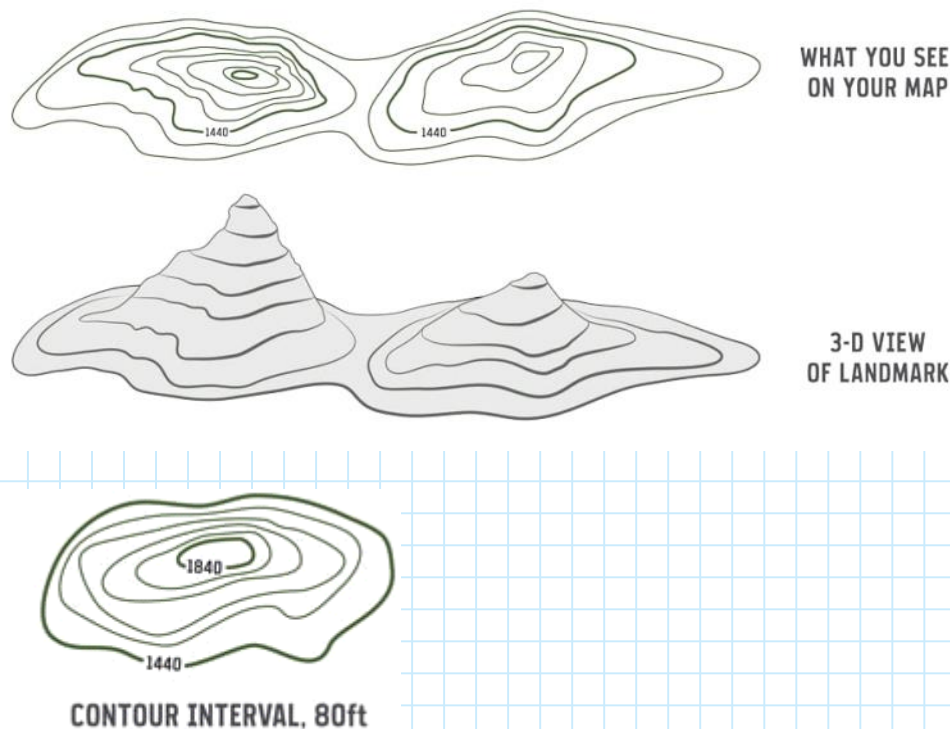 WHAT YOU SEE
ON YOUR MAP
1440
1440
3-D VIEW
OF LANDMARK
1840
1440
CONTOUR INTERVAL, 80ft